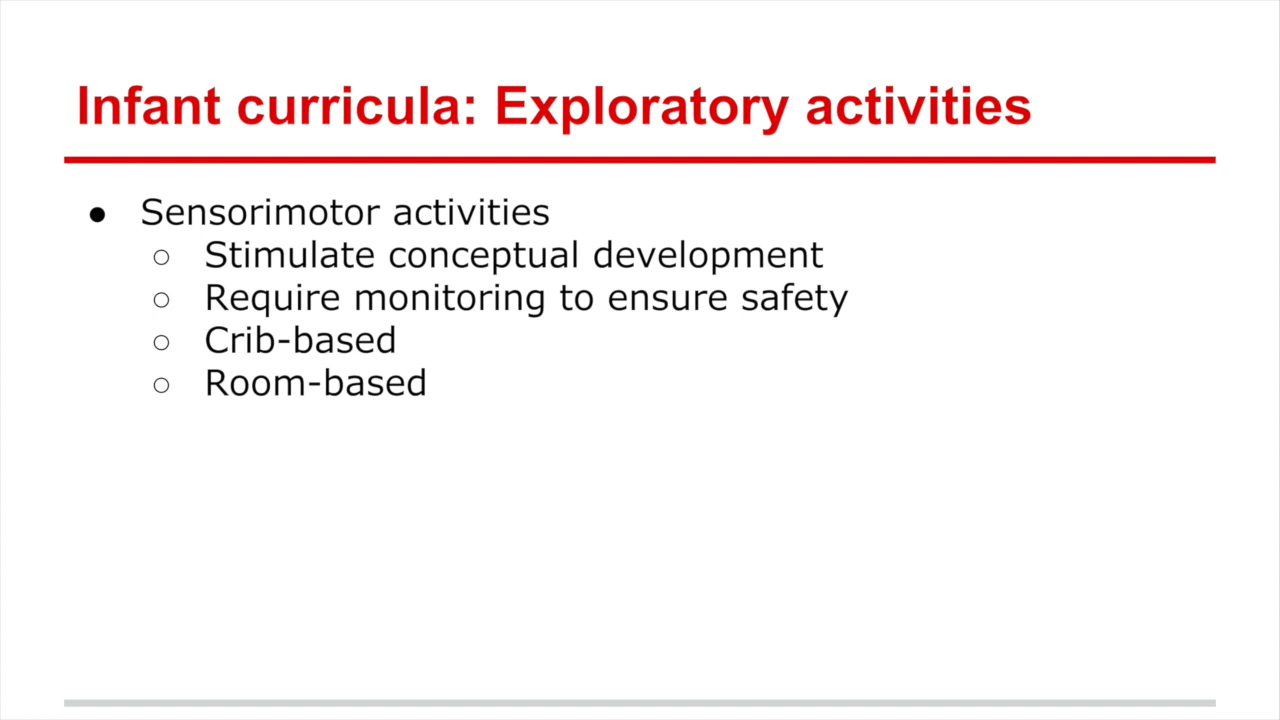 Infant curricula: Exploratory activities
● Sensorimotor activities
○ Stimulate conceptual development
○ Require monitoring to ensure safety
○ Crib-based
○ Room-based